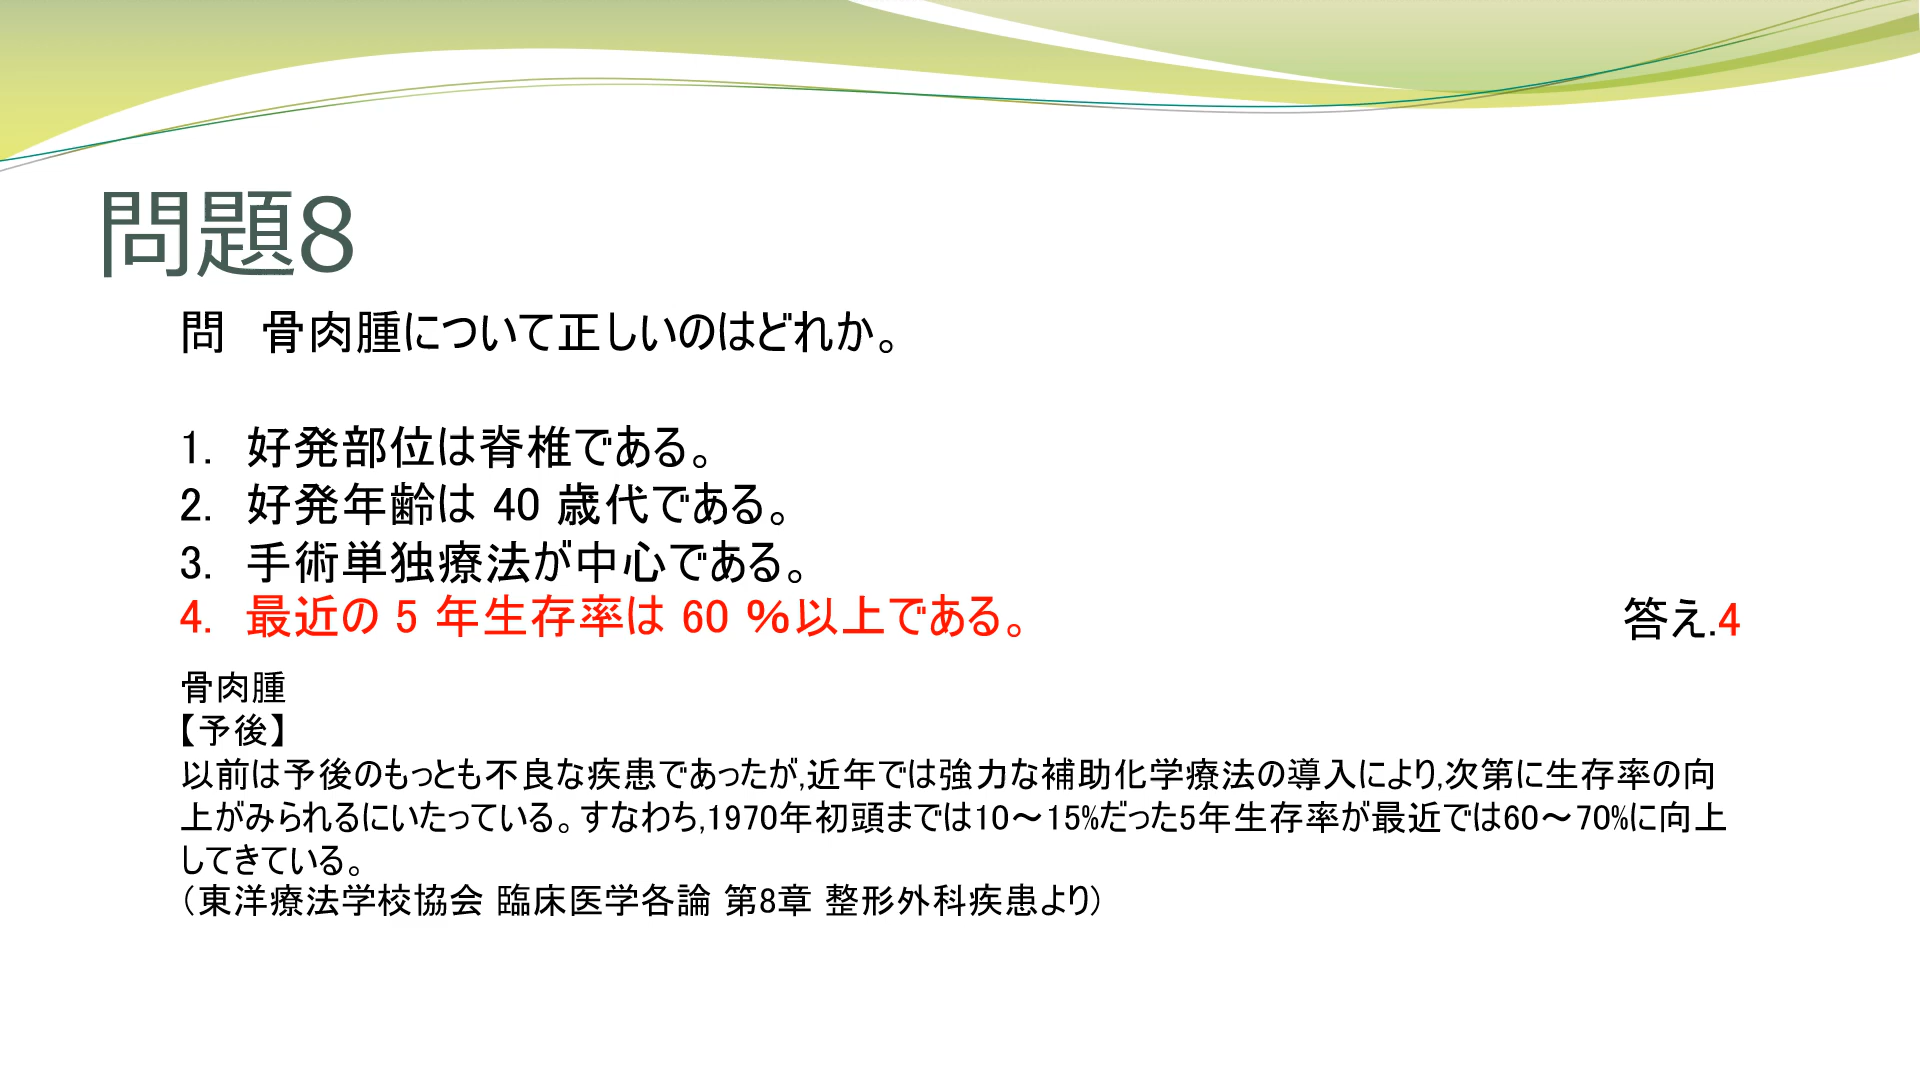 問題8
問　骨肉腫について正しいのはどれか。
1. 好発部位は脊椎である。
2. 好発年齢は 40 歳代である。
3. 手術単独療法が中心である。
4. 最近の 5 年生存率は 60 %以上である。
答え.4
骨肉腫
【予後】
以前は予後のもっとも不良な疾患であったが,近年では強力な補助化学療法の導入により,次第に生存率の向
上がみられるにいたっている。すなわち,1970年初頭までは10～15%だった5年生存率が最近では60～70%に向上
してきている。
（東洋療法学校協会 臨床医学各論 第8章 整形外科疾患より）